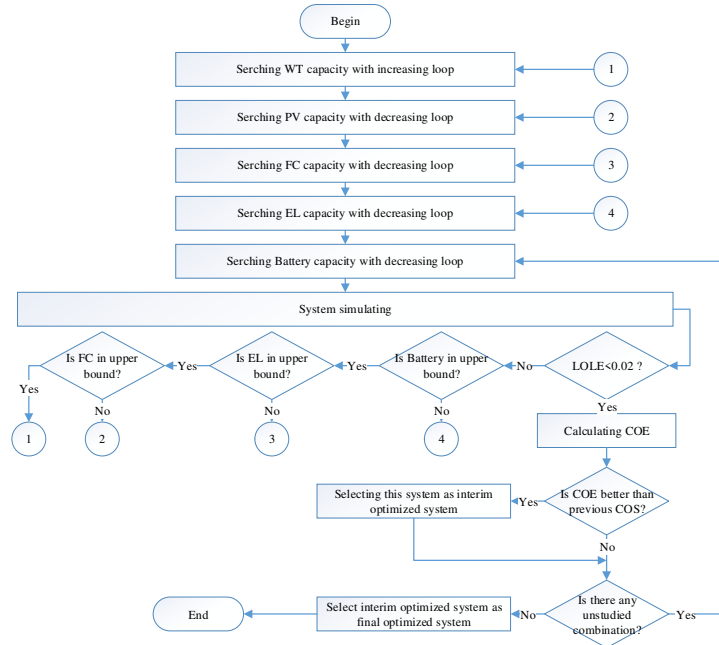 Begin
Serching WT capacity with increasing loop
1
Serching PV capacity with decreasing loop
2
Serching FC capacity with decreasing loop
3
Serching EL capacity with decreasing loop
4
Serching Battery capacity with decreasing loop
System simulating
Is FC in upper
bound?
Yes
Is EL in upper
bound?
Yes
Is Battery in upper
bound?
No
LOLE<0.02 ?
Yes
No
No
No
Yes
1
2
3
4
Calculating COE
Selecting this system as interim
optimized system
Yes
Is COE better than
previous COS?
No
End
Select interim optimized system as
final optimized system
No
Is there any
unstudied
combination?
Yes